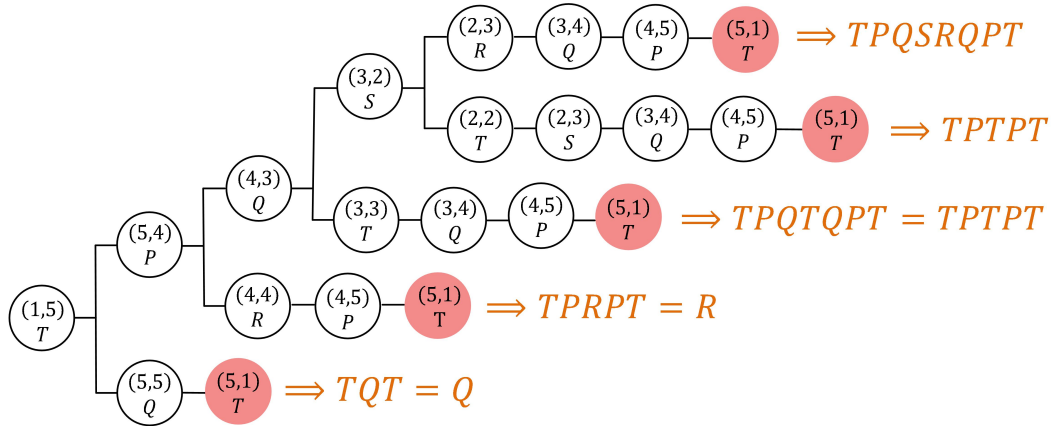 (2,3) R (3,4) Q (4,5) P (5,1) T ⟹ TPQSRQPT
(3,2) S
(2,2) T (2,3) S (3,4) Q (4,5) P (5,1) T ⟹ TPTPT
(4,3) Q
(3,3) T (3,4) Q (4,5) P (5,1) T ⟹ TPQTQPT = TPTPT
(5,4) P
(4,4) R (4,5) P (5,1) T ⟹ TPRPT = R
(1,5) T
(5,5) Q (5,1) T ⟹ TQT = Q